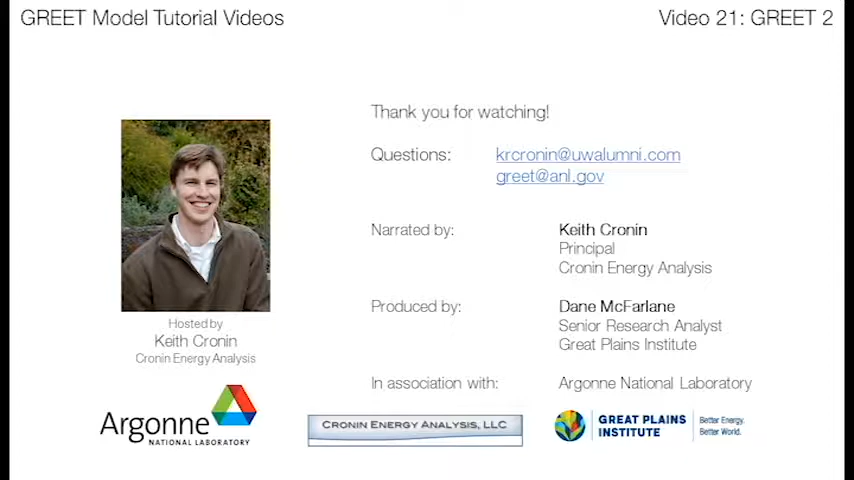 GREET Model Tutorial Videos
Video 21: GREET 2
Thank you for watching!
Questions: krcronin@uwalumni.com
greet@anl.gov
Narrated by: Keith Cronin
Principal
Cronin Energy Analysis
Produced by: Dane McFarlane
Senior Research Analyst
Great Plains Institute
In association with: Argonne National Laboratory
Hosted by
Keith Cronin
Cronin Energy Analysis
Argonne
NATIONAL LABORATORY
CRONIN ENERGY ANALYSIS, LLC
GREAT PLAINS
INSTITUTE
Better Energy.
Better World.